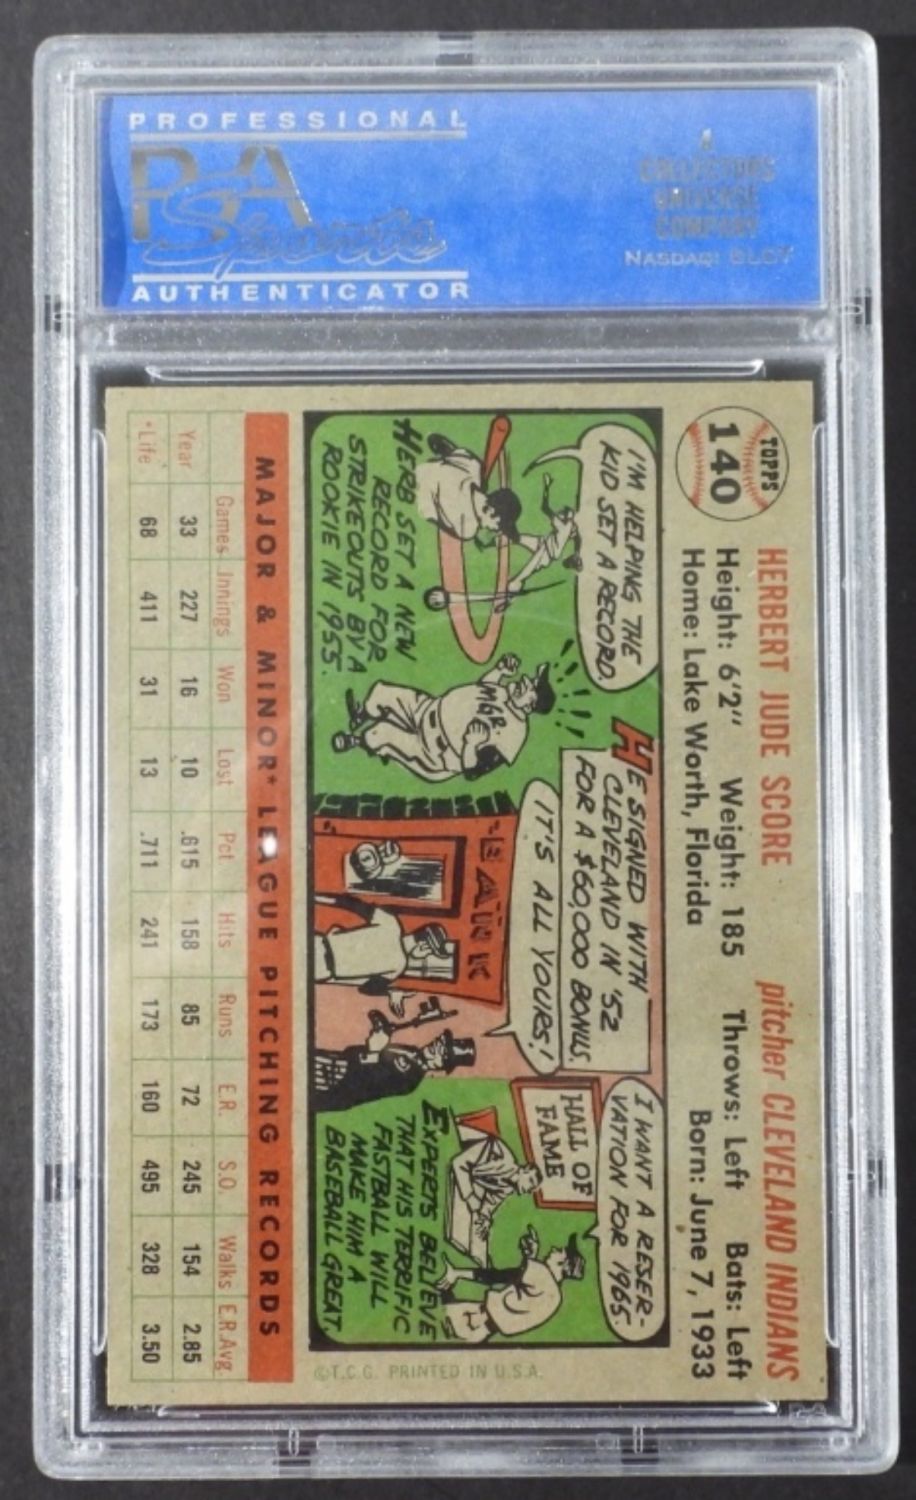 PROFESSIONAL
PSA
Sports
AUTHENTICATOR
A
COLLECTORS
UNIVERSE
COMPANY
NASDAQ: CLCT
TOPPS
140
HERBERT JUDE SCORE pitcher CLEVELAND INDIANS
Height: 6'2" Weight: 185 Throws: Left Bats: Left
Home: Lake Worth, Florida Born: June 7, 1933
I'M HELPING THE
KID SET A RECORD.
HERB SET A NEW
RECORD FOR
STRIKEOUTS BY A
ROOKIE IN 1955.
MGR
HE SIGNED WITH
CLEVELAND IN '52
FOR A $60,000 BONUS.
IT'S ALL YOURS!
BANK
I WANT A RESER-
VATION FOR 1965
HALL OF
FAME
EXPERTS BELIEVE
THAT HIS TERRIFIC
FASTBALL WILL
MAKE HIM A
BASEBALL GREAT.
©T.C.G. PRINTED IN U.S.A.
MAJOR & MINOR* LEAGUE PITCHING RECORDS
Games Innings Won Lost Pct Hits Runs E.R. S.O. Walks E.R.Avg.
Year 33 227 16 10 .615 158 85 72 245 154 2.85
*Life 68 411 31 13 .711 241 173 160 495 328 3.50